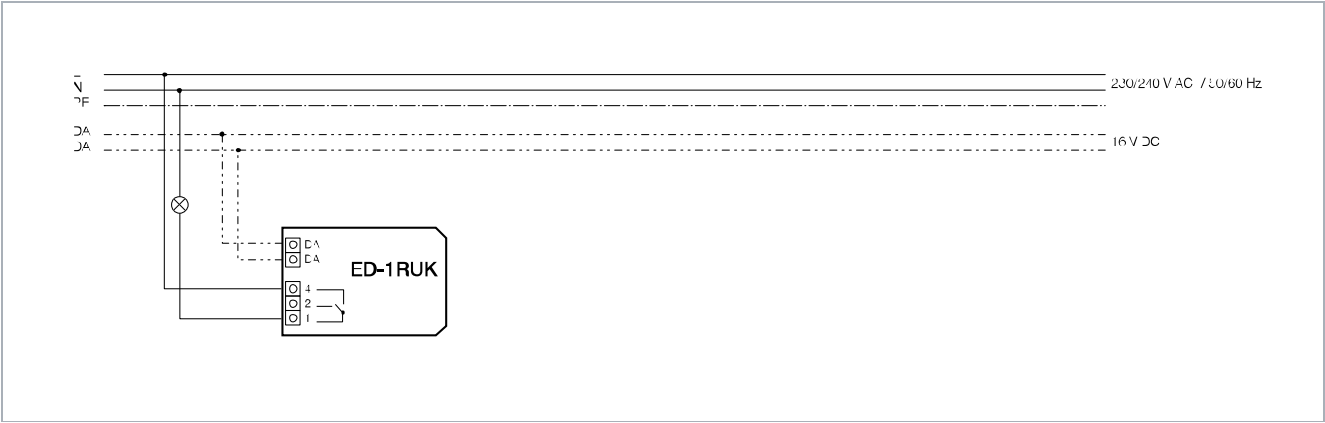 N
230/240 V AC / 50/60 Hz
PE
DA
DA
16 V DC
DA
DA
ED-1RUK
4
2
1